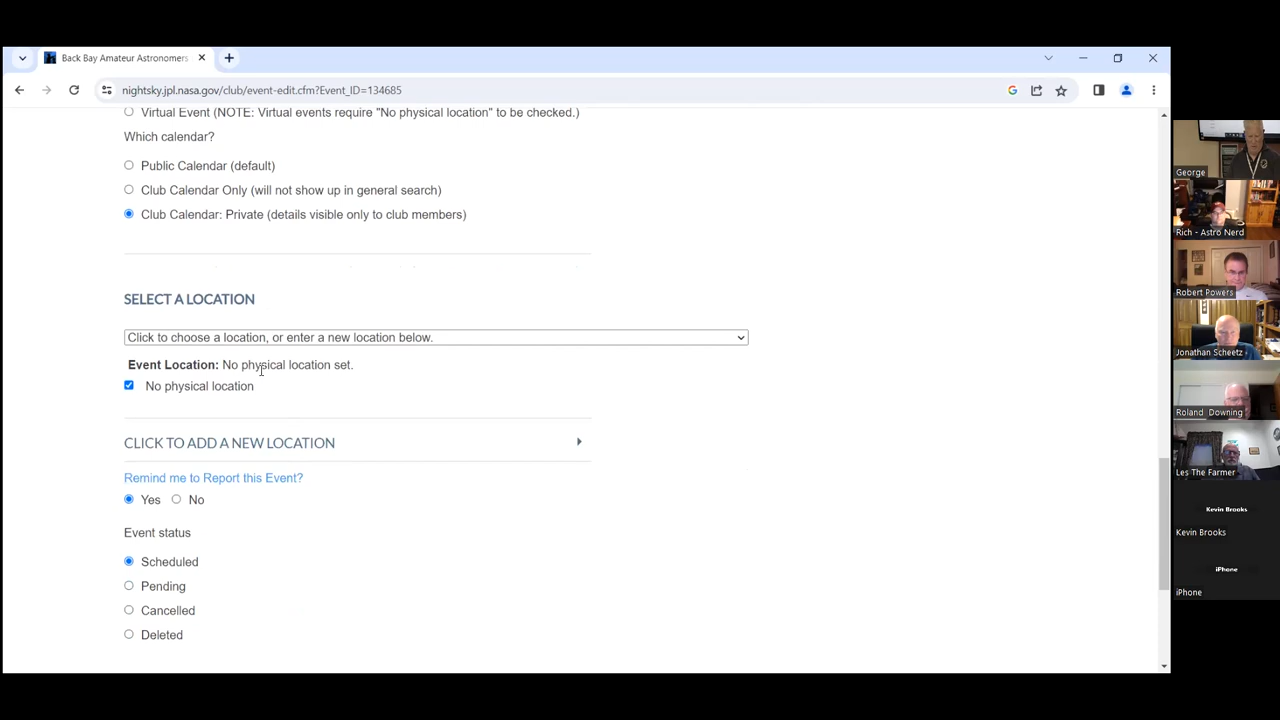 Back Bay Amateur Astronomers
nightsky.jpl.nasa.gov/club/event-edit.cfm?Event_ID=134685
Virtual Event (NOTE: Virtual events require "No physical location" to be checked.)
Which calendar?
Public Calendar (default)
Club Calendar Only (will not show up in general search)
Club Calendar: Private (details visible only to club members)
SELECT A LOCATION
Click to choose a location, or enter a new location below.
Event Location: No physical location set.
No physical location
CLICK TO ADD A NEW LOCATION
Remind me to Report this Event?
Yes No
Event status
Scheduled
Pending
Cancelled
Deleted
George
Rich - Astro Nerd
Robert Powers
Jonathan Scheetz
Roland Downing
Les The Farmer
Kevin Brooks
Kevin Brooks
iPhone
iPhone